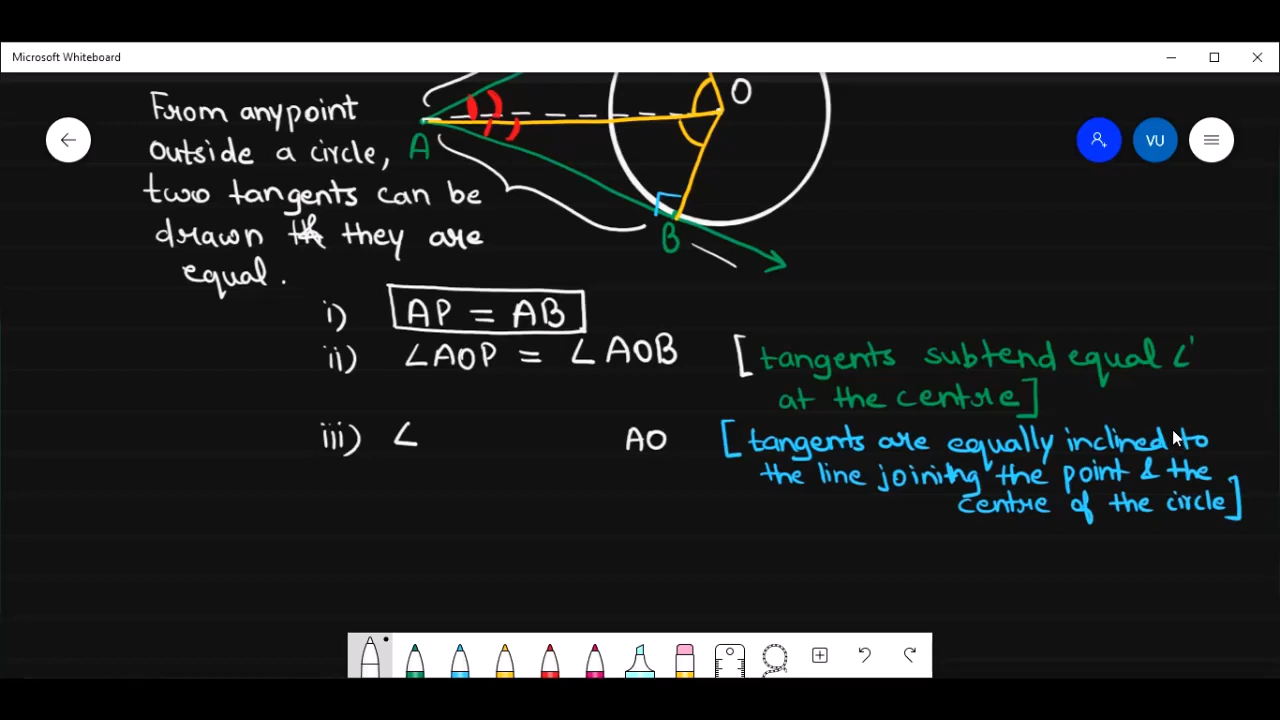 Microsoft Whiteboard
From any point
outside a circle,
two tangents can be
drawn they are
equal.
O
A
B
VU
i) AP = AB
ii) ∠AOP = ∠AOB [tangents subtend equal ∠'
at the centre]
iii) ∠ AO [tangents are equally inclined to
the line joining the point & the
centre of the circle]